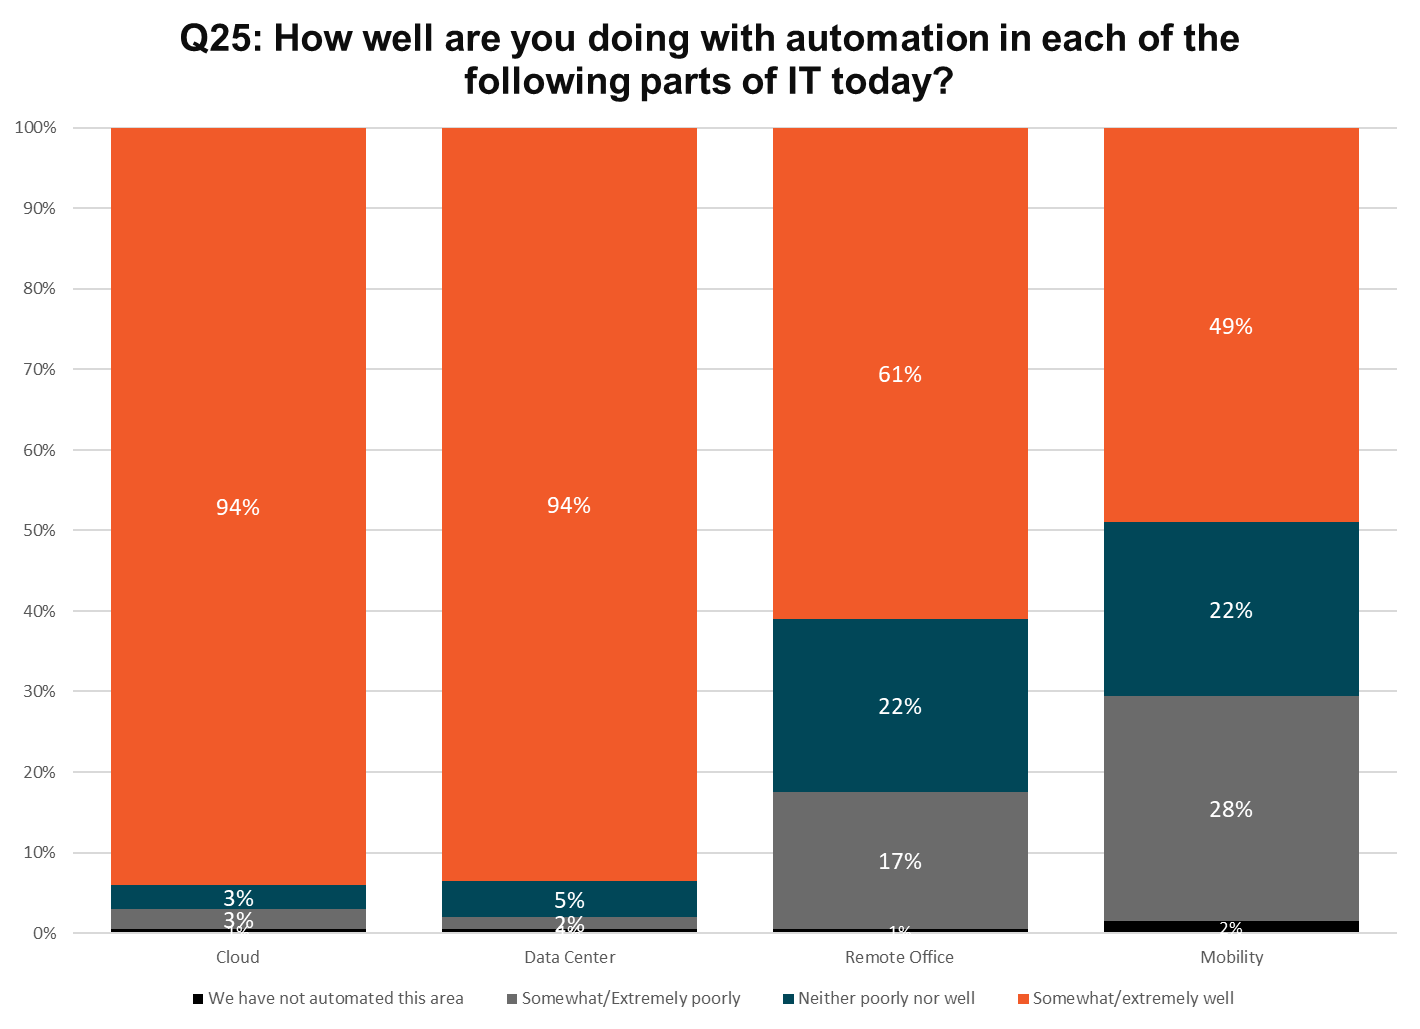 Q25: How well are you doing with automation in each of the
following parts of IT today?
100%
90%
80%
70%
60%
50%
40%
30%
20%
10%
0%
94%
3%
3%
1%
94%
5%
2%
61%
22%
17%
1%
49%
22%
28%
2%
Cloud
Data Center
Remote Office
Mobility
We have not automated this area
Somewhat/Extremely poorly
Neither poorly nor well
Somewhat/extremely well